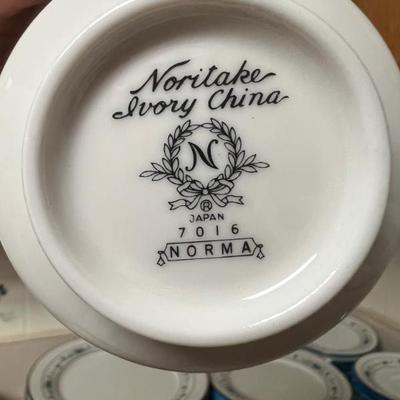 Noritake
Ivory China
N
®
JAPAN
7016
NORMA